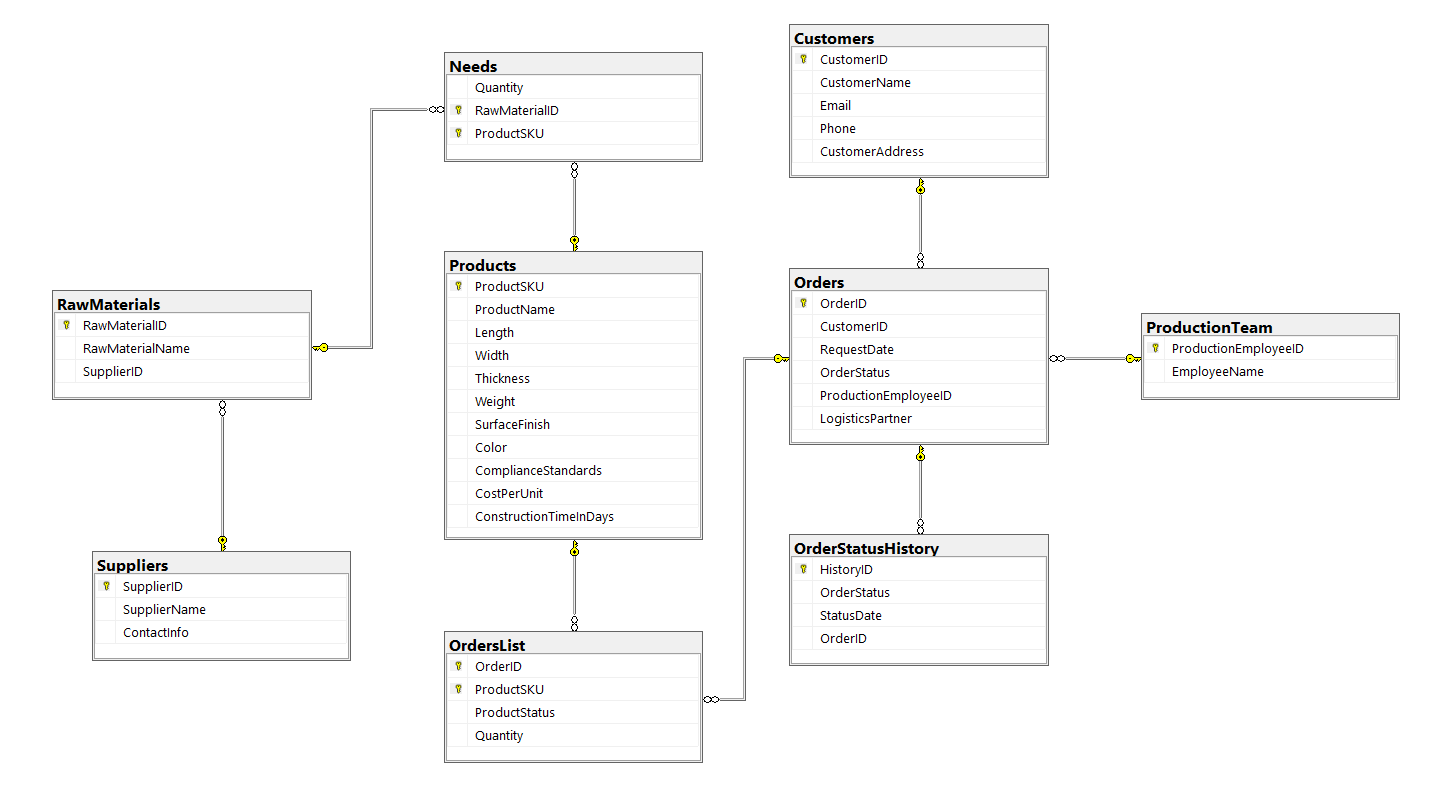 Needs
Quantity
RawMaterialID
ProductSKU
Customers
CustomerID
CustomerName
Email
Phone
CustomerAddress
RawMaterials
RawMaterialID
RawMaterialName
SupplierID
Products
ProductSKU
ProductName
Length
Width
Thickness
Weight
SurfaceFinish
Color
ComplianceStandards
CostPerUnit
ConstructionTimeInDays
Orders
OrderID
CustomerID
RequestDate
OrderStatus
ProductionEmployeeID
LogisticsPartner
ProductionTeam
ProductionEmployeeID
EmployeeName
Suppliers
SupplierID
SupplierName
ContactInfo
OrdersList
OrderID
ProductSKU
ProductStatus
Quantity
OrderStatusHistory
HistoryID
OrderStatus
StatusDate
OrderID